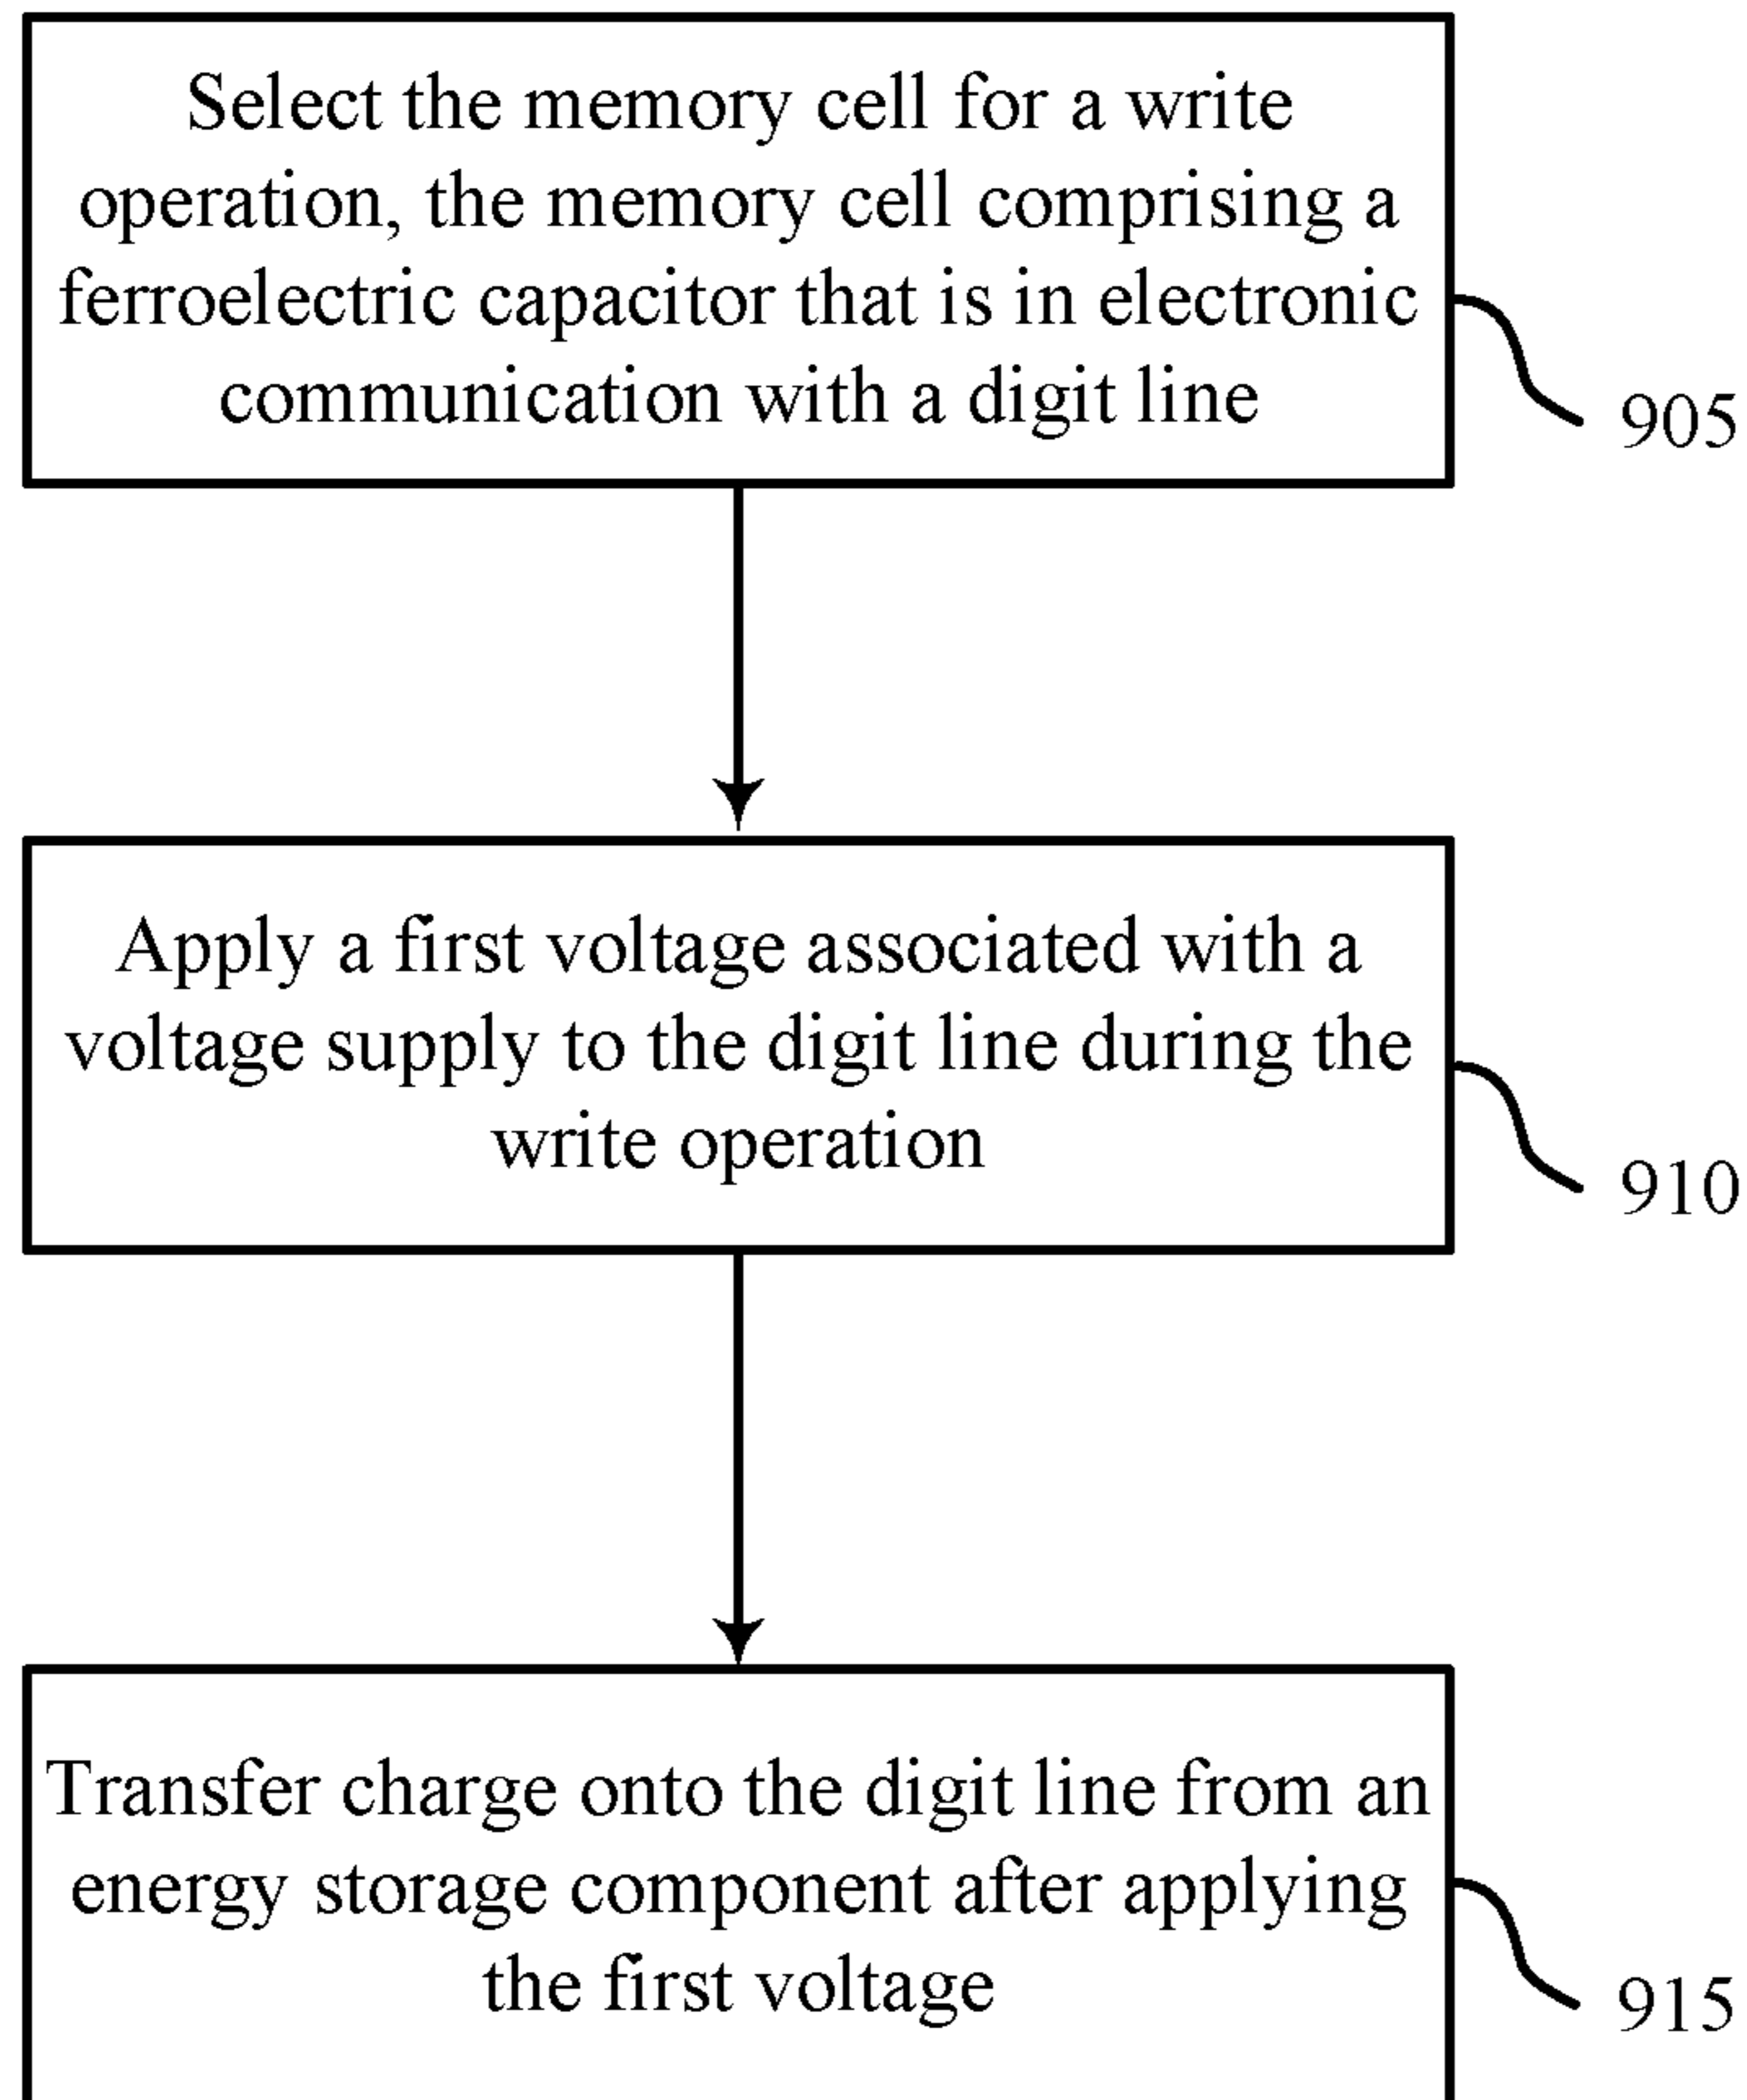 Select the memory cell for a write
operation, the memory cell comprising a
ferroelectric capacitor that is in electronic
communication with a digit line
905
Apply a first voltage associated with a
voltage supply to the digit line during the
write operation
910
Transfer charge onto the digit line from an
energy storage component after applying
the first voltage
915